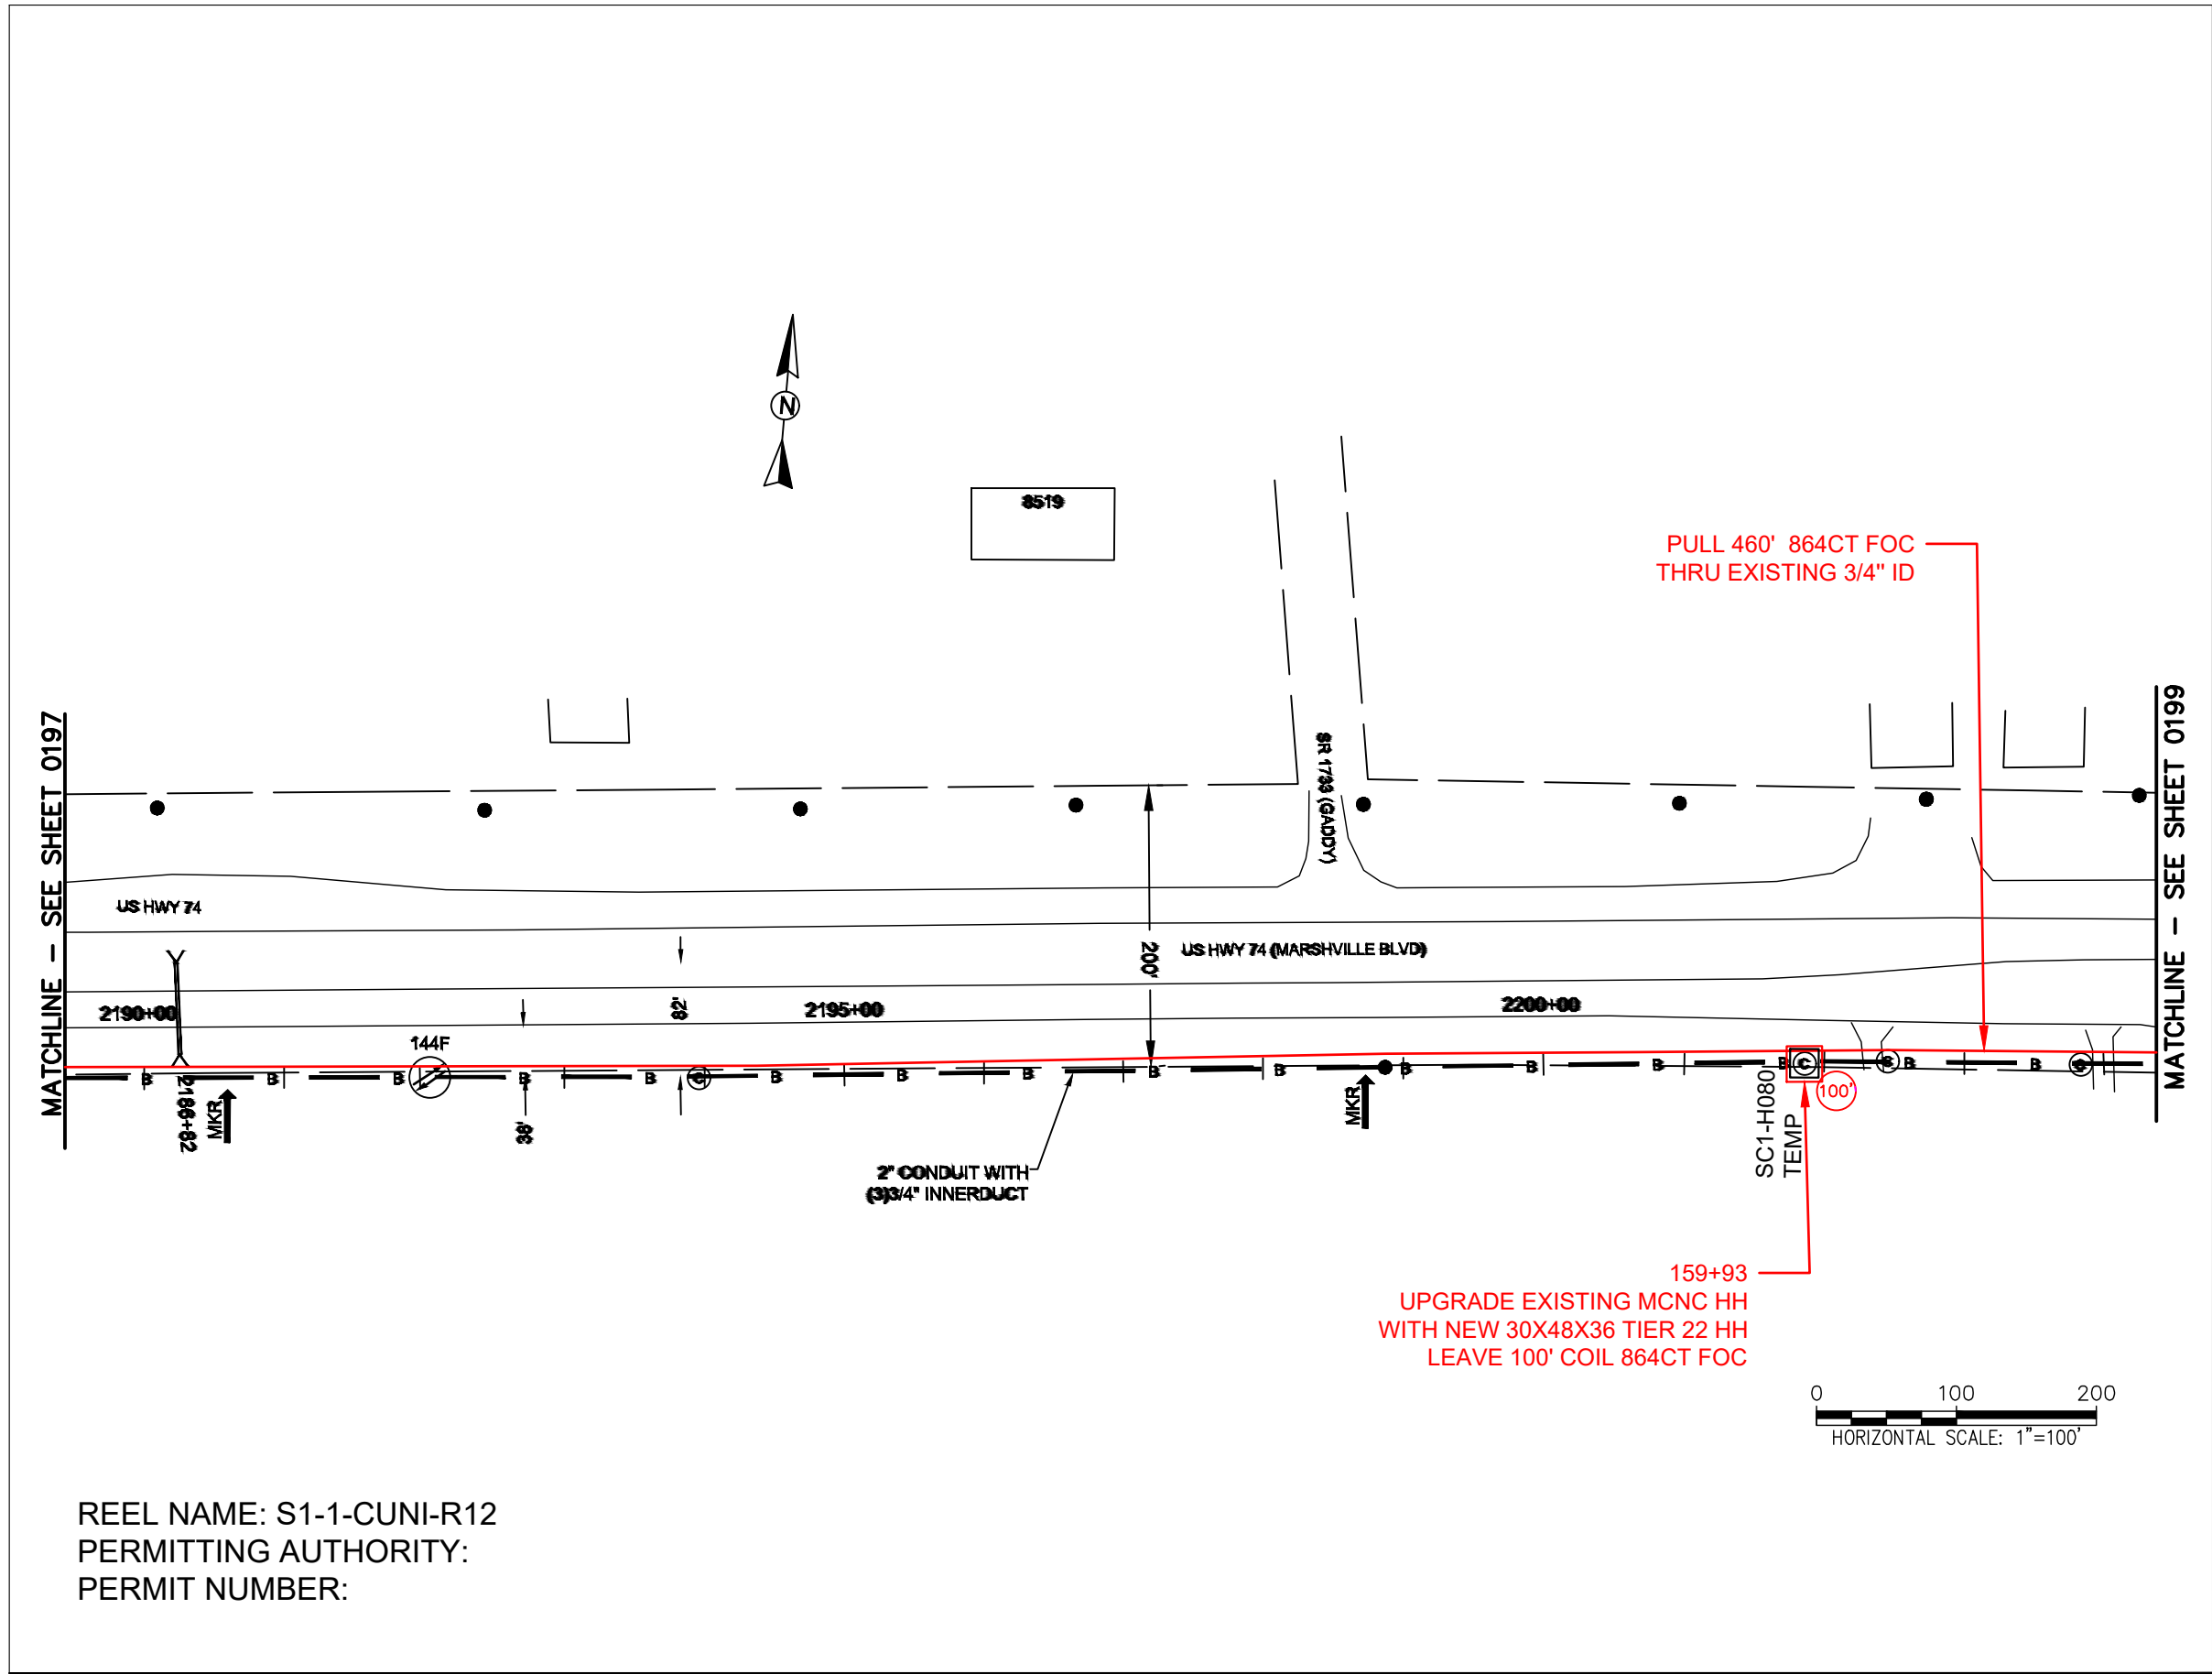 N
8519
PULL 460' 864CT FOC
THRU EXISTING 3/4" ID
MATCHLINE - SEE SHEET 0197
MATCHLINE - SEE SHEET 0199
SR 1733 (GADDY)
US HWY 74
US HWY 74 (MARSHVILLE BLVD)
200'
82'
2190+00
2195+00
2200+00
144F
B B B B B B B B B B B B B B B B
C C S C
2186+82
MKR
38'
MKR
SC1-H080
TEMP
100'
2" CONDUIT WITH
(3)3/4" INNERDUCT
159+93
UPGRADE EXISTING MCNC HH
WITH NEW 30X48X36 TIER 22 HH
LEAVE 100' COIL 864CT FOC
0 100 200
HORIZONTAL SCALE: 1"=100'
REEL NAME: S1-1-CUNI-R12
PERMITTING AUTHORITY:
PERMIT NUMBER: